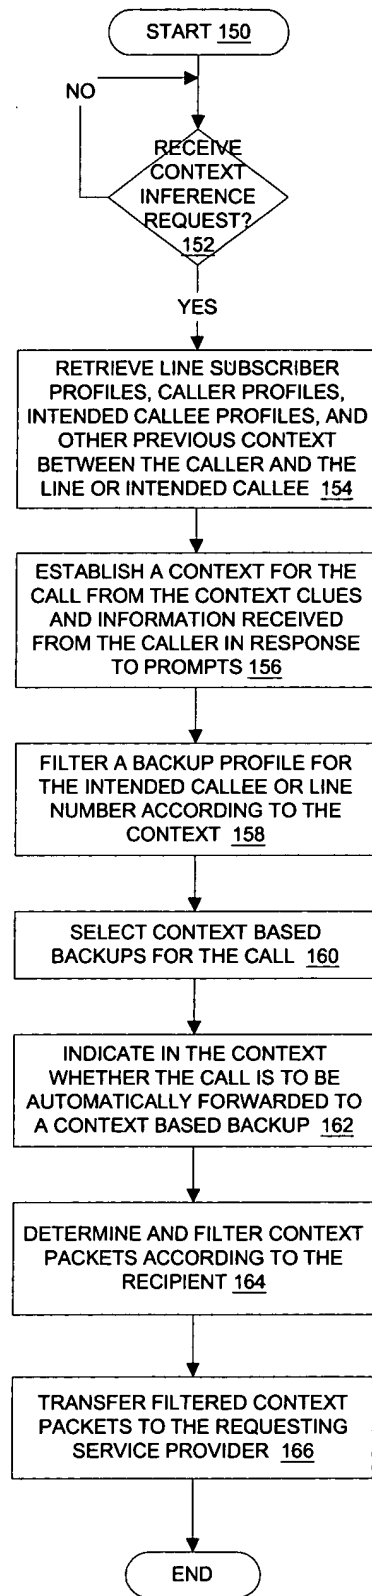 START 150
NO
RECEIVE
CONTEXT
INFERENCE
REQUEST?
152
YES
RETRIEVE LINE SUBSCRIBER
PROFILES, CALLER PROFILES,
INTENDED CALLEE PROFILES, AND
OTHER PREVIOUS CONTEXT
BETWEEN THE CALLER AND THE
LINE OR INTENDED CALLEE 154
ESTABLISH A CONTEXT FOR THE
CALL FROM THE CONTEXT CLUES
AND INFORMATION RECEIVED
FROM THE CALLER IN RESPONSE
TO PROMPTS 156
FILTER A BACKUP PROFILE FOR
THE INTENDED CALLEE OR LINE
NUMBER ACCORDING TO THE
CONTEXT 158
SELECT CONTEXT BASED
BACKUPS FOR THE CALL 160
INDICATE IN THE CONTEXT
WHETHER THE CALL IS TO BE
AUTOMATICALLY FORWARDED TO
A CONTEXT BASED BACKUP 162
DETERMINE AND FILTER CONTEXT
PACKETS ACCORDING TO THE
RECIPIENT 164
TRANSFER FILTERED CONTEXT
PACKETS TO THE REQUESTING
SERVICE PROVIDER 166
END